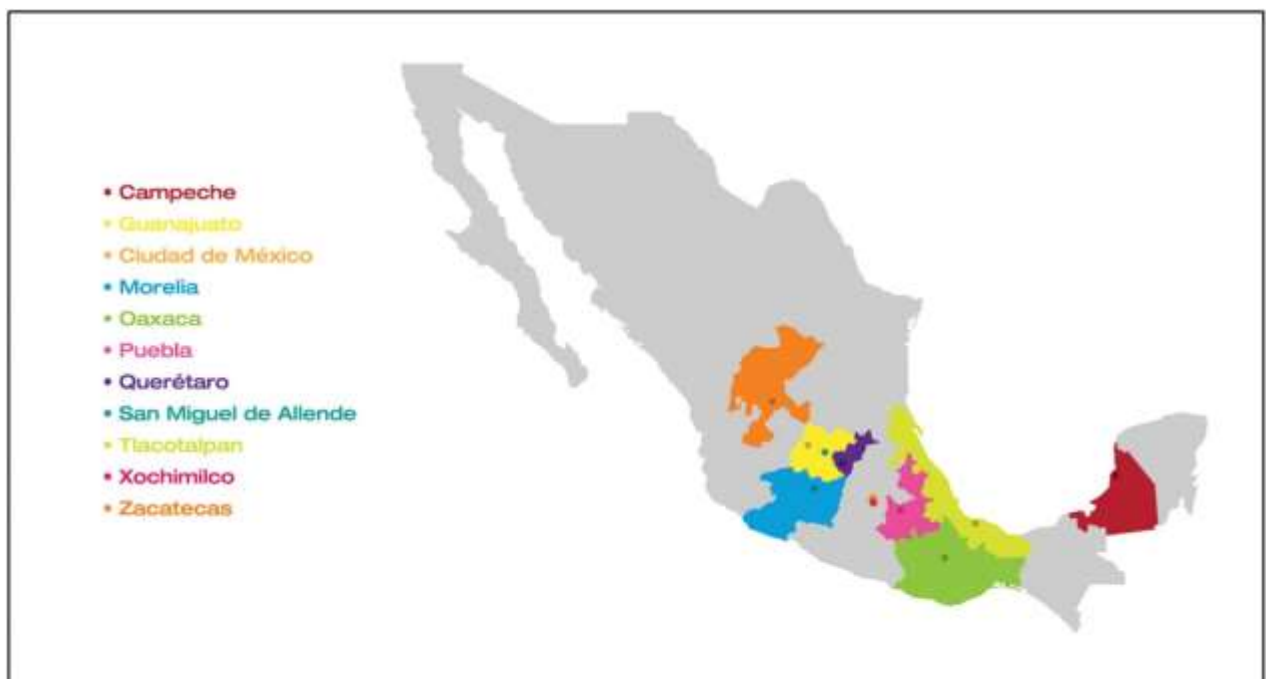 • Campeche
• Guanajuato
• Ciudad de México
• Morelia
• Oaxaca
• Puebla
• Querétaro
• San Miguel de Allende
• Tlacotalpan
• Xochimilco
• Zacatecas